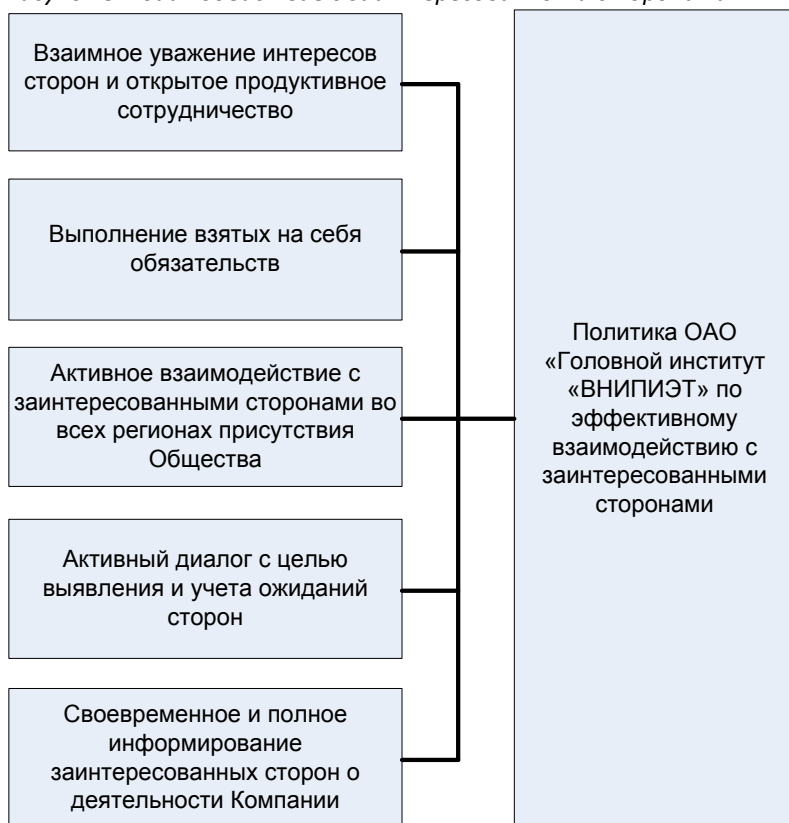 Взаимное уважение интересов
сторон и открытое продуктивное
сотрудничество
Выполнение взятых на себя
обязательств
Активное взаимодействие с
заинтересованными сторонами во
всех регионах присутствия
Общества
Активный диалог с целью
выявления и учета ожиданий
сторон
Своевременное и полное
информирование
заинтересованных сторон о
деятельности Компании
Политика ОАО
«Головной институт
«ВНИПИЭТ» по
эффективному
взаимодействию с
заинтересованными
сторонами